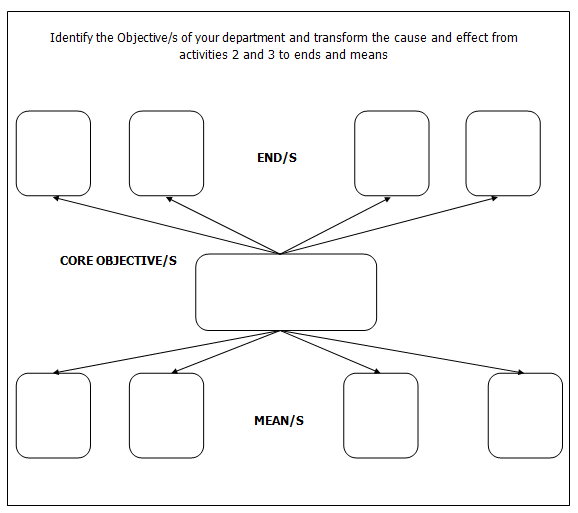 Identify the Objective/s of your department and transform the cause and effect from
activities 2 and 3 to ends and means
END/S
CORE OBJECTIVE/S
MEAN/S